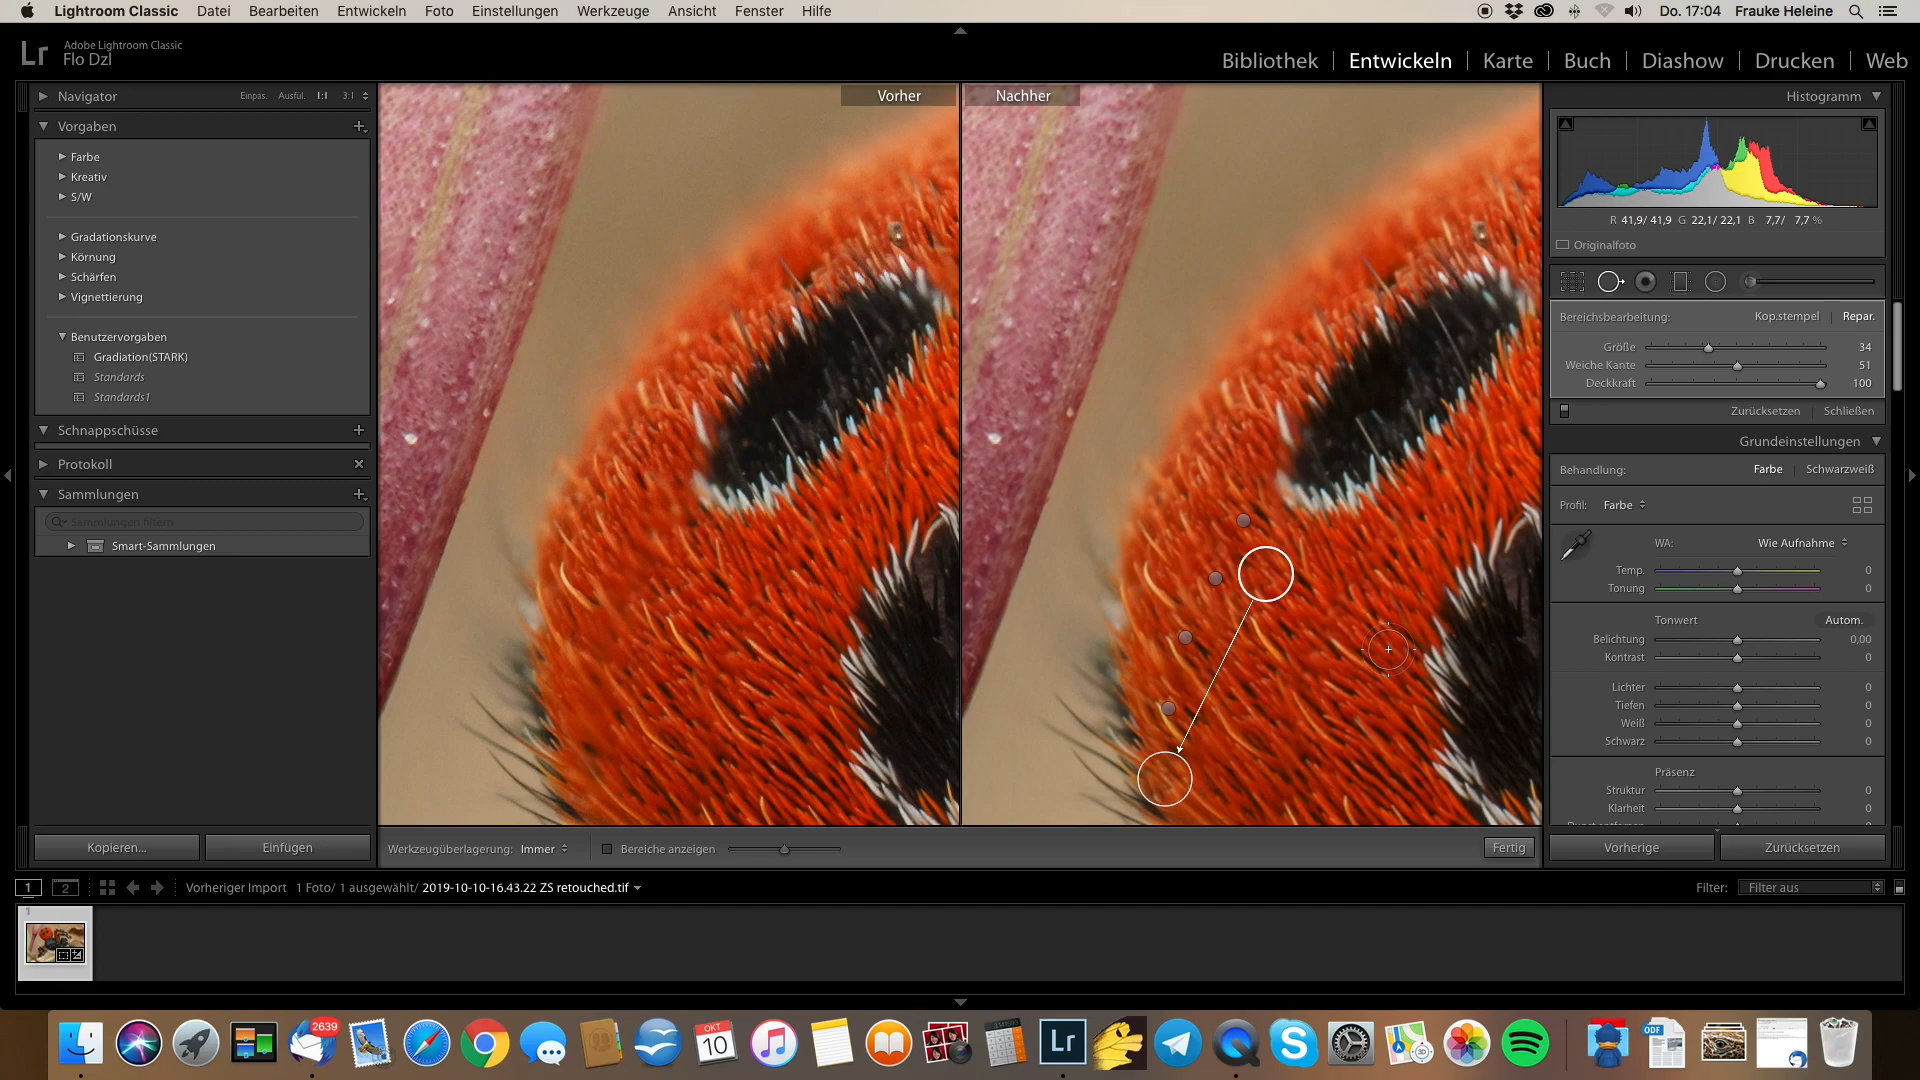 Lightroom Classic Datei Bearbeiten Entwickeln Foto Einstellungen Werkzeuge Ansicht Fenster Hilfe Do. 17:04 Frauke Heleine
Lr Adobe Lightroom Classic
Flo Dzl
Bibliothek | Entwickeln | Karte | Buch | Diashow | Drucken | Web
Navigator Einpas. Ausfül. 1:1 3:1
Vorher
Nachher
Histogramm
Vorgaben
Farbe
Kreativ
S/W
Gradationskurve
Körnung
Schärfen
Vignettierung
Benutzervorgaben
Gradiation(STARK)
Standards
Standards1
Schnappschüsse
Protokoll
Sammlungen
Sammlungen filtern
Smart-Sammlungen
Kopieren...
Einfügen
R 41,9/ 41,9 G 22,1/ 22,1 B 7,7/ 7,7 %
Originalfoto
Bereichsbearbeitung: Kop.stempel | Repar.
Größe 34
Weiche Kante 51
Deckkraft 100
Zurücksetzen | Schließen
Grundeinstellungen
Behandlung: Farbe | Schwarzweiß
Profil: Farbe
WA: Wie Aufnahme
Temp. 0
Tonung 0
Tonwert Autom.
Belichtung 0,00
Kontrast 0
Lichter 0
Tiefen 0
Weiß 0
Schwarz 0
Präsenz
Struktur 0
Klarheit 0
Werkzeugüberlagerung: Immer Bereiche anzeigen Fertig
Vorherige
Zurücksetzen
1 2 Vorheriger Import 1 Foto/ 1 ausgewählt/ 2019-10-10-16.43.22 ZS retouched.tif
Filter: Filter aus
1
2639
OKT
10
Lr
3D
ODF